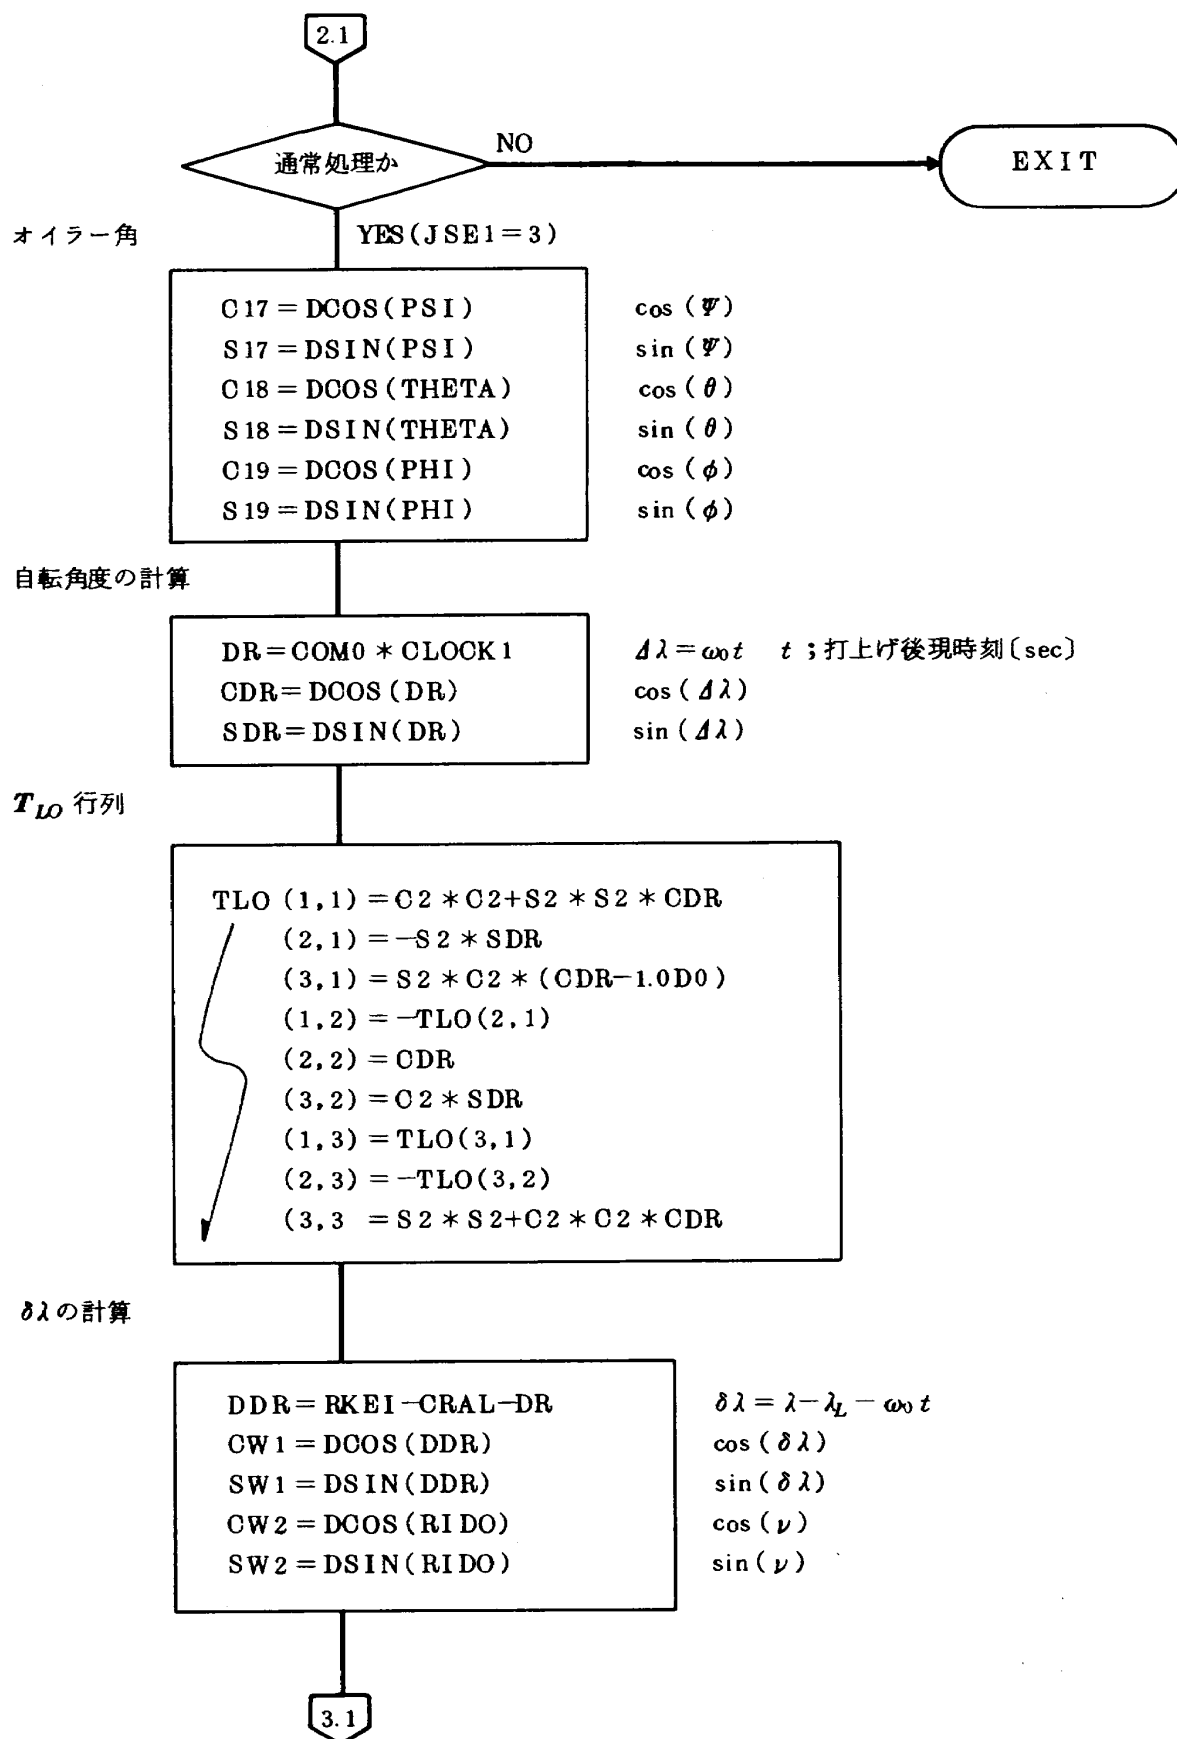 2.1
通常処理か
NO
EXIT
オイラー角
YES(JSE1=3)
C17=DCOS(PSI) cos(Ψ)
S17=DSIN(PSI) sin(Ψ)
C18=DCOS(THETA) cos(θ)
S18=DSIN(THETA) sin(θ)
C19=DCOS(PHI) cos(φ)
S19=DSIN(PHI) sin(φ)
自転角度の計算
DR=COM0*CLOCK1 Δλ=ω₀t t;打上げ後現時刻〔sec〕
CDR=DCOS(DR) cos(Δλ)
SDR=DSIN(DR) sin(Δλ)
T_LO 行列
TLO(1,1)=C2*C2+S2*S2*CDR
(2,1)=-S2*SDR
(3,1)=S2*C2*(CDR-1.0D0)
(1,2)=-TLO(2,1)
(2,2)=CDR
(3,2)=C2*SDR
(1,3)=TLO(3,1)
(2,3)=-TLO(3,2)
(3,3 =S2*S2+C2*C2*CDR
δλの計算
DDR=RKEI-CRAL-DR δλ=λ-λ_L-ω₀t
CW1=DCOS(DDR) cos(δλ)
SW1=DSIN(DDR) sin(δλ)
CW2=DCOS(RIDO) cos(ν)
SW2=DSIN(RIDO) sin(ν)
3.1